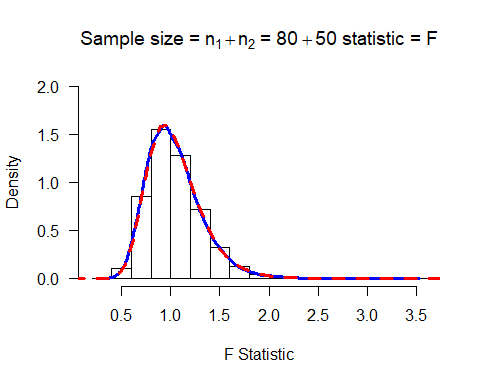 Sample size = n₁+n₂ = 80+50 statistic = F
2.0
1.5
1.0
0.5
0.0
Density
0.5 1.0 1.5 2.0 2.5 3.0 3.5
F Statistic